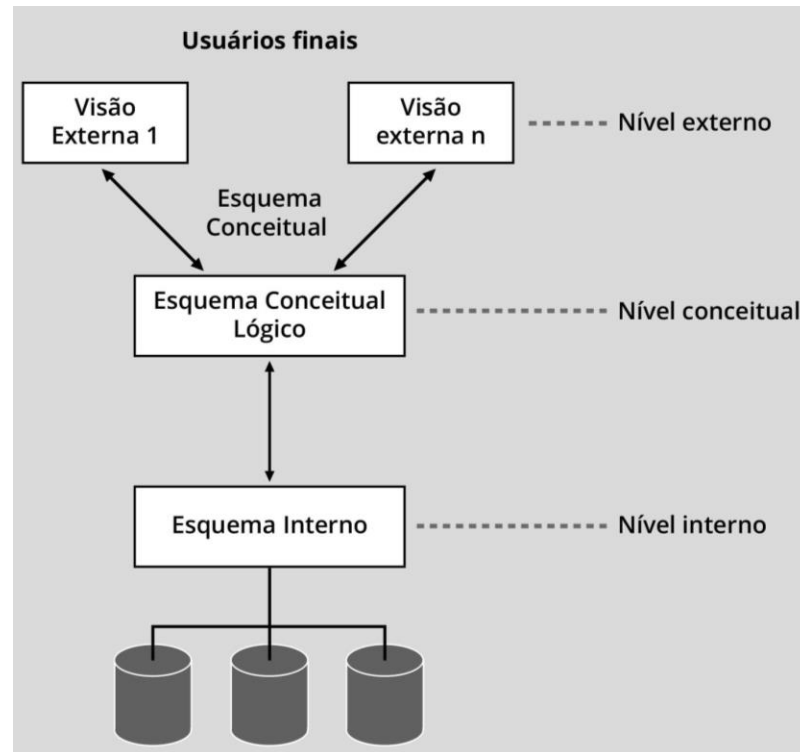 Usuários finais
Visão
Externa 1
Visão
externa n
Nível externo
Esquema
Conceitual
Esquema Conceitual
Lógico
Nível conceitual
Esquema Interno
Nível interno